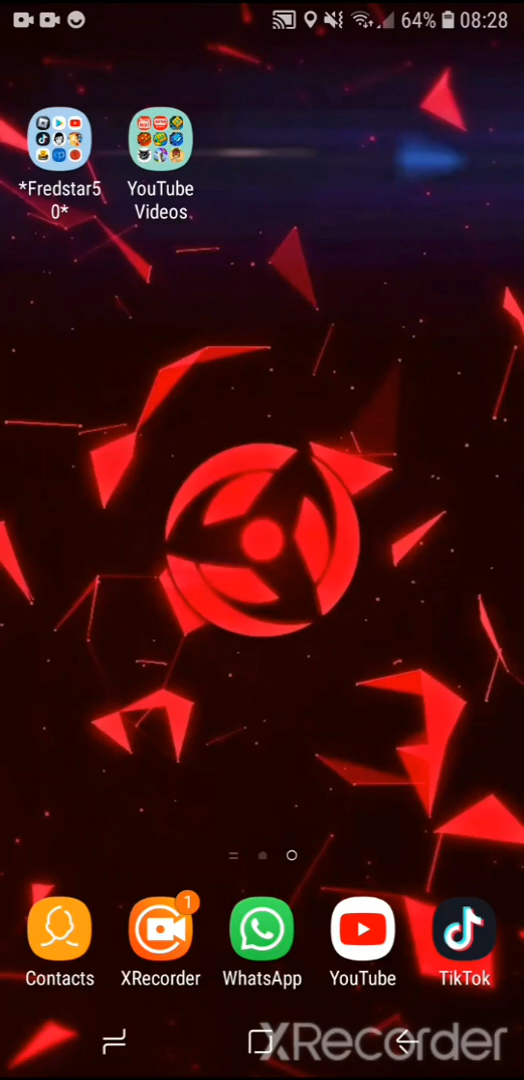 64% 08:28
*Fredstar5
0*
YouTube
Videos
1
Contacts
XRecorder
WhatsApp
YouTube
TikTok
XRecorder